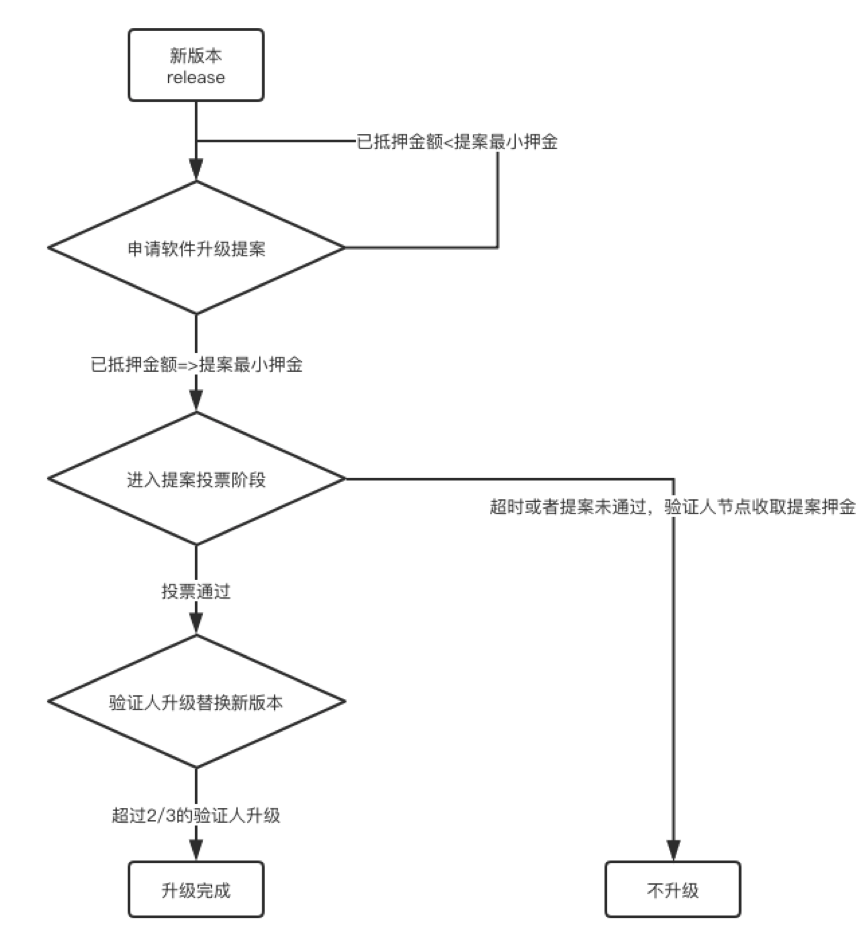 新版本
release
已抵押金额<提案最小押金
申请软件升级提案
已抵押金额=>提案最小押金
进入提案投票阶段
超时或者提案未通过，验证人节点收取提案押金
投票通过
验证人升级替换新版本
超过2/3的验证人升级
升级完成
不升级